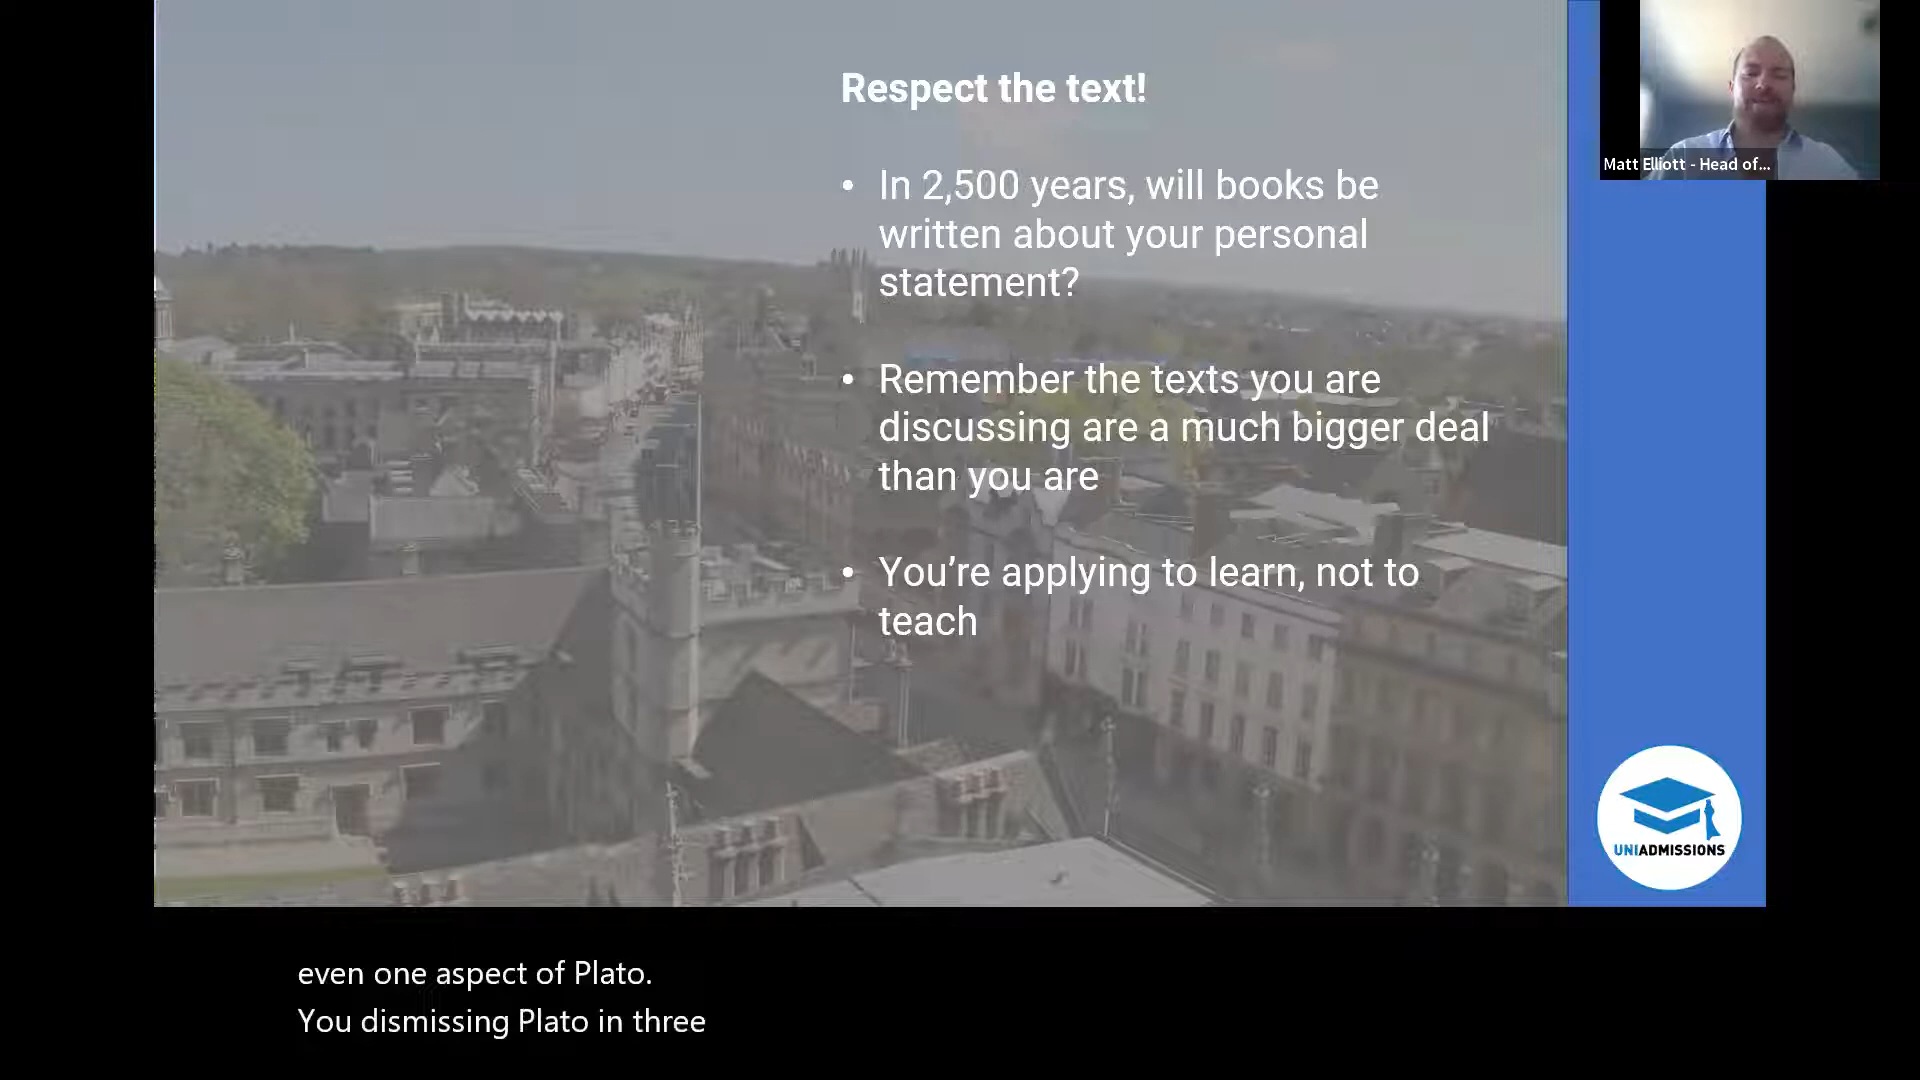 Respect the text!
• In 2,500 years, will books be
written about your personal
statement?
• Remember the texts you are
discussing are a much bigger deal
than you are
• You’re applying to learn, not to
teach
Matt Elliott - Head of...
UNIADMISSIONS
even one aspect of Plato.
You dismissing Plato in three